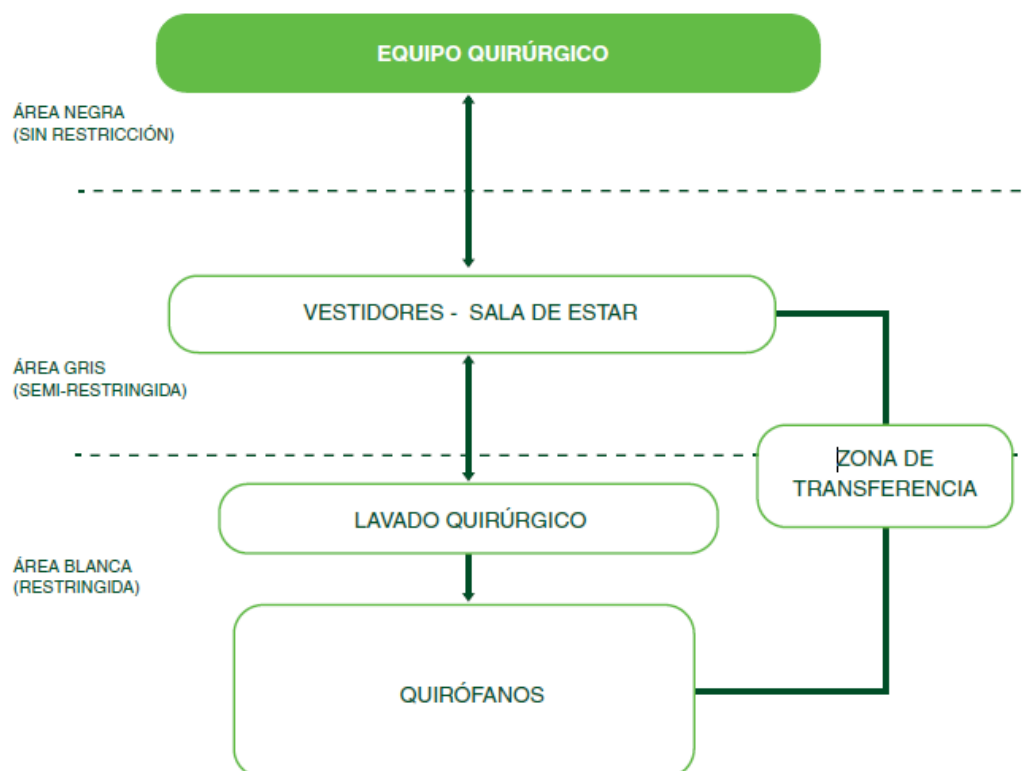 EQUIPO QUIRÚRGICO
ÁREA NEGRA
(SIN RESTRICCIÓN)
VESTIDORES - SALA DE ESTAR
ÁREA GRIS
(SEMI-RESTRINGIDA)
ZONA DE
TRANSFERENCIA
LAVADO QUIRÚRGICO
ÁREA BLANCA
(RESTRINGIDA)
QUIRÓFANOS